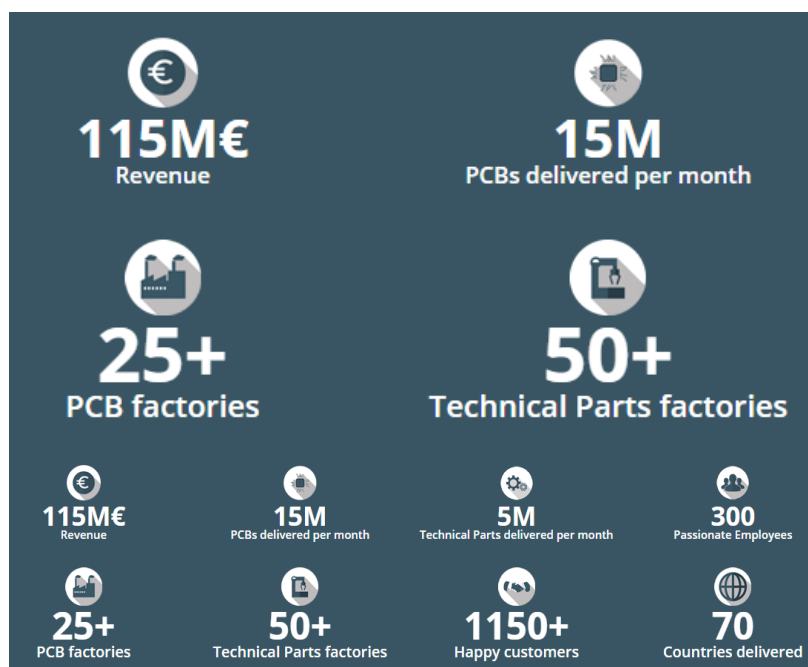 115M€ 15M
Revenue PCBs delivered per month
25+ 50+
PCB factories Technical Parts factories
115M€ 15M 5M 300
Revenue PCBs delivered per month Technical Parts delivered per month Passionate Employees
25+ 50+ 1150+ 70
PCB factories Technical Parts factories Happy customers Countries delivered